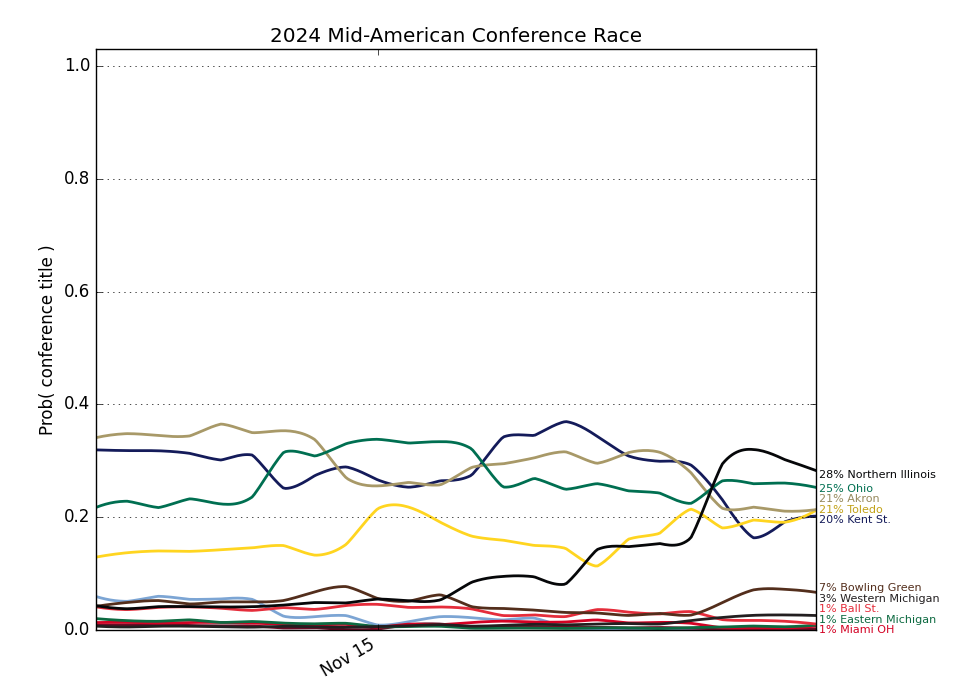 2024 Mid-American Conference Race
Prob( conference title )
1.0
0.8
0.6
0.4
0.2
0.0
Nov 15
28% Northern Illinois
25% Ohio
21% Akron
21% Toledo
20% Kent St.
7% Bowling Green
3% Western Michigan
1% Ball St.
1% Eastern Michigan
1% Miami OH